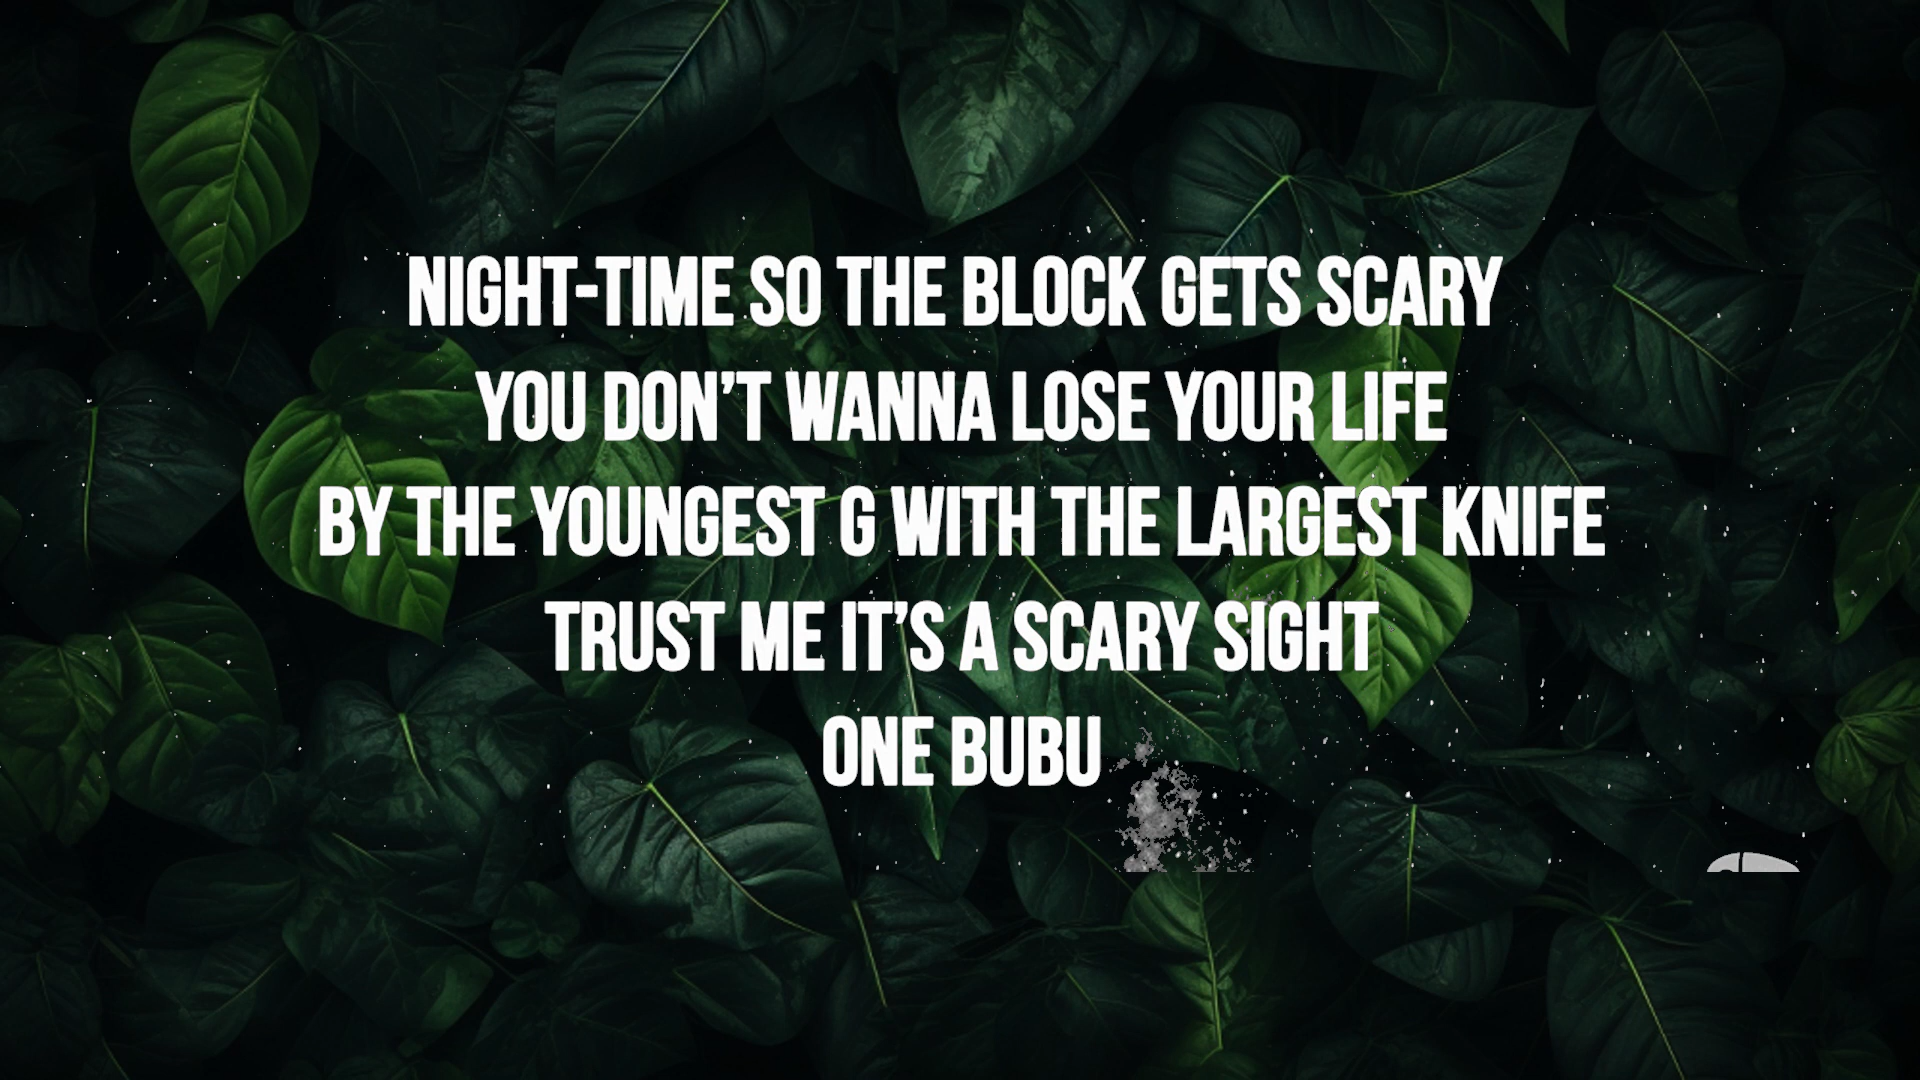 NIGHT-TIME SO THE BLOCK GETS SCARY
YOU DON'T WANNA LOSE YOUR LIFE
BY THE YOUNGEST G WITH THE LARGEST KNIFE
TRUST ME IT'S A SCARY SIGHT
ONE BUBU